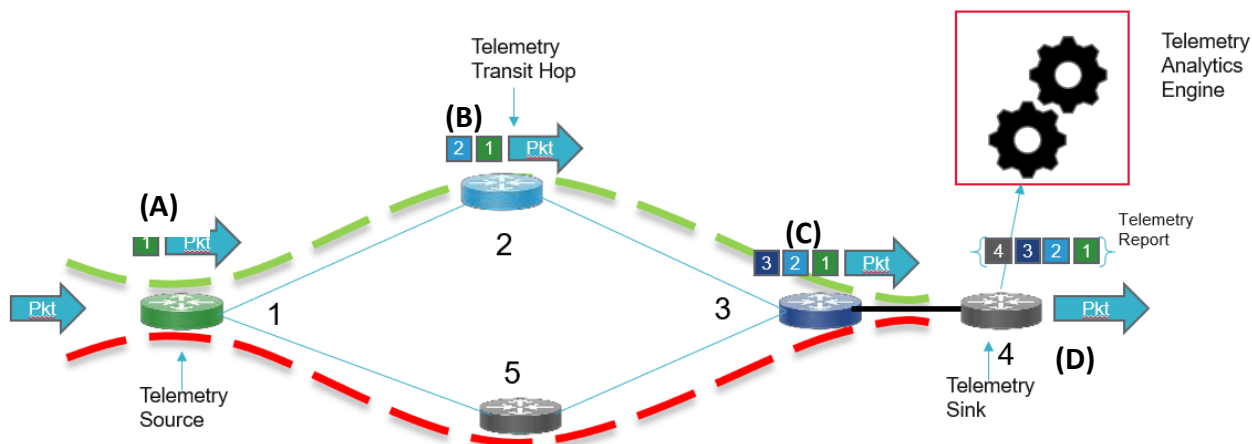 Telemetry
Transit Hop
Telemetry
Analytics
Engine
(B)
2 1 Pkt
(A)
1 Pkt
2
(C)
3 2 1 Pkt
Telemetry
Report
{ 4 3 2 1 }
Pkt
1
3
4
Pkt
(D)
5
Telemetry
Source
Telemetry
Sink